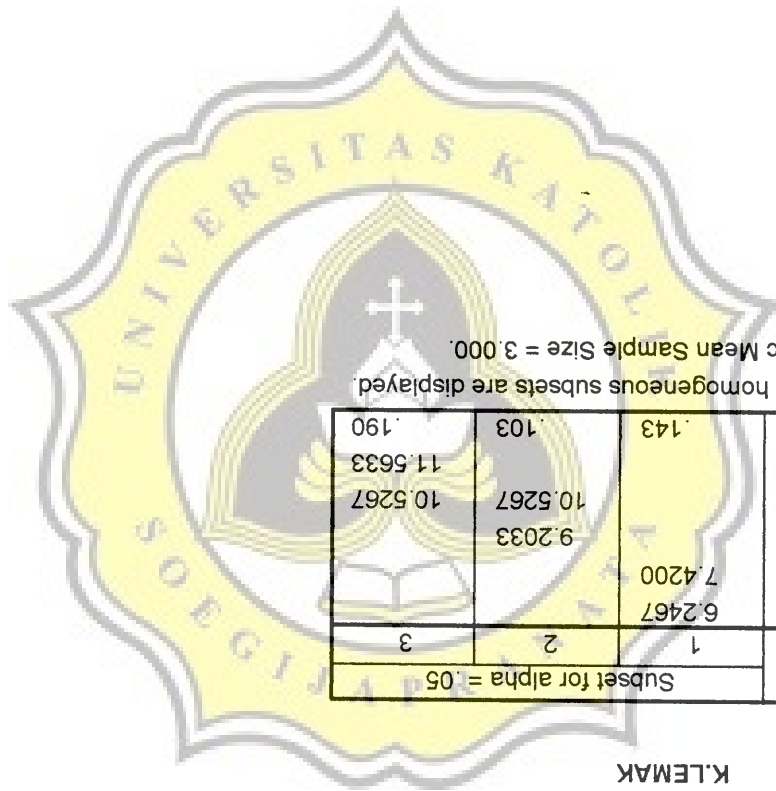 K.LEMAK
Subset for alpha = .05
1 2 3
6.2467
7.4200
9.2033
10.5267 10.5267
11.5633
.143 .103 .190
homogeneous subsets are displayed.
c Mean Sample Size = 3.000.
UNIVERSITAS KATOLIK
SOEGIJAPRANATA